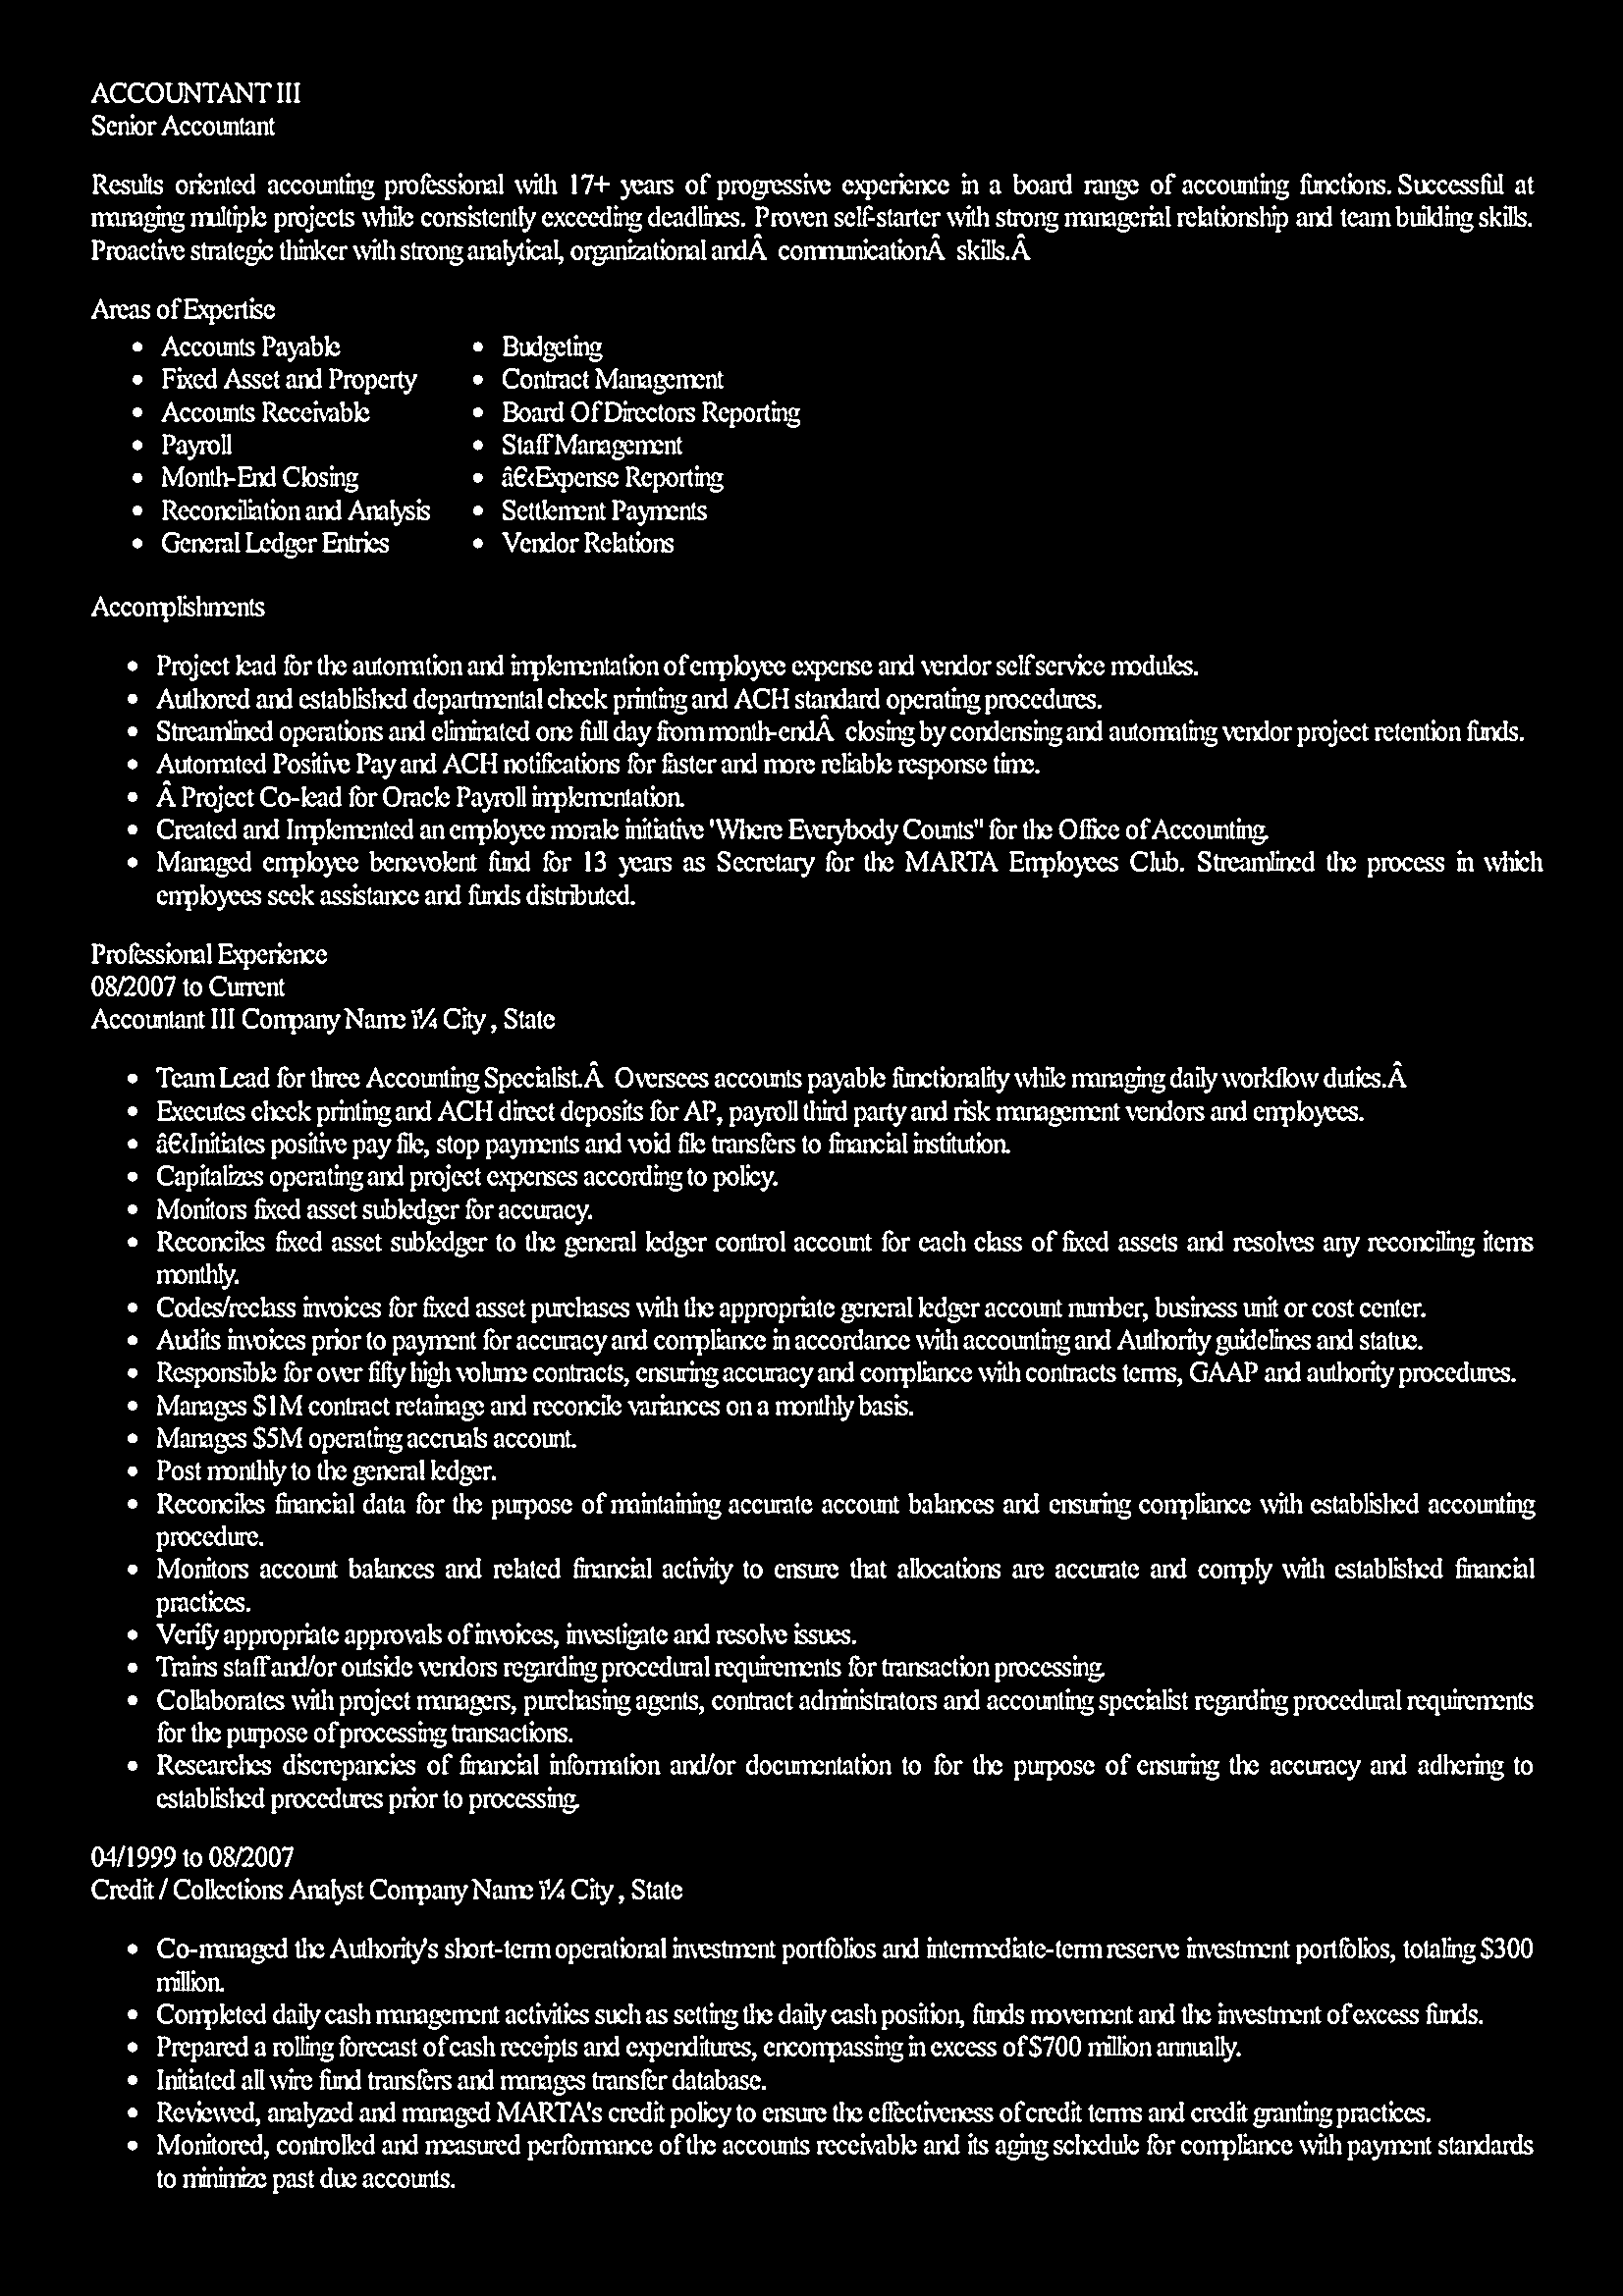 ACCOUNTANT III
Senior Accountant
Results oriented accounting professional with 17+ years of progressive experience in a board range of accounting functions. Successful at
managing multiple projects while consistently exceeding deadlines. Proven self-starter with strong managerial relationship and team building skills.
Proactive strategic thinker with strong analytical, organizational andÂ communicationÂ skills.Â
Areas of Expertise
• Accounts Payable
• Fixed Asset and Property
• Accounts Receivable
• Payroll
• Month-End Closing
• Reconciliation and Analysis
• General Ledger Entries
• Budgeting
• Contract Management
• Board Of Directors Reporting
• Staff Management
• â€‹Expense Reporting
• Settlement Payments
• Vendor Relations
Accomplishments
• Project lead for the automation and implementation of employee expense and vendor self service modules.
• Authored and established departmental check printing and ACH standard operating procedures.
• Streamlined operations and eliminated one full day from month-endÂ closing by condensing and automating vendor project retention funds.
• Automated Positive Pay and ACH notifications for faster and more reliable response time.
• Â Project Co-lead for Oracle Payroll implementation.
• Created and Implemented an employee morale initiative 'Where Everybody Counts" for the Office of Accounting.
• Managed employee benevolent fund for 13 years as Secretary for the MARTA Employees Club. Streamlined the process in which
employees seek assistance and funds distributed.
Professional Experience
08/2007 to Current
Accountant III Company Name ï¼ City , State
• Team Lead for three Accounting Specialist.Â Oversees accounts payable functionality while managing daily workflow duties.Â
• Executes check printing and ACH direct deposits for AP, payroll third party and risk management vendors and employees.
• â€‹Initiates positive pay file, stop payments and void file transfers to financial institution.
• Capitalizes operating and project expenses according to policy.
• Monitors fixed asset subledger for accuracy.
• Reconciles fixed asset subledger to the general ledger control account for each class of fixed assets and resolves any reconciling items
monthly.
• Codes/reclass invoices for fixed asset purchases with the appropriate general ledger account number, business unit or cost center.
• Audits invoices prior to payment for accuracy and compliance in accordance with accounting and Authority guidelines and statue.
• Responsible for over fifty high volume contracts, ensuring accuracy and compliance with contracts terms, GAAP and authority procedures.
• Manages $1M contract retainage and reconcile variances on a monthly basis.
• Manages $5M operating accruals account.
• Post monthly to the general ledger.
• Reconciles financial data for the purpose of maintaining accurate account balances and ensuring compliance with established accounting
procedure.
• Monitors account balances and related financial activity to ensure that allocations are accurate and comply with established financial
practices.
• Verify appropriate approvals of invoices, investigate and resolve issues.
• Trains staff and/or outside vendors regarding procedural requirements for transaction processing.
• Collaborates with project managers, purchasing agents, contract administrators and accounting specialist regarding procedural requirements
for the purpose of processing transactions.
• Researches discrepancies of financial information and/or documentation to for the purpose of ensuring the accuracy and adhering to
established procedures prior to processing.
04/1999 to 08/2007
Credit / Collections Analyst Company Name ï¼ City , State
• Co-managed the Authority's short-term operational investment portfolios and intermediate-term reserve investment portfolios, totaling $300
million.
• Completed daily cash management activities such as setting the daily cash position, funds movement and the investment of excess funds.
• Prepared a rolling forecast of cash receipts and expenditures, encompassing in excess of $700 million annually.
• Initiated all wire fund transfers and manages transfer database.
• Reviewed, analyzed and managed MARTA's credit policy to ensure the effectiveness of credit terms and credit granting practices.
• Monitored, controlled and measured performance of the accounts receivable and its aging schedule for compliance with payment standards
to minimize past due accounts.